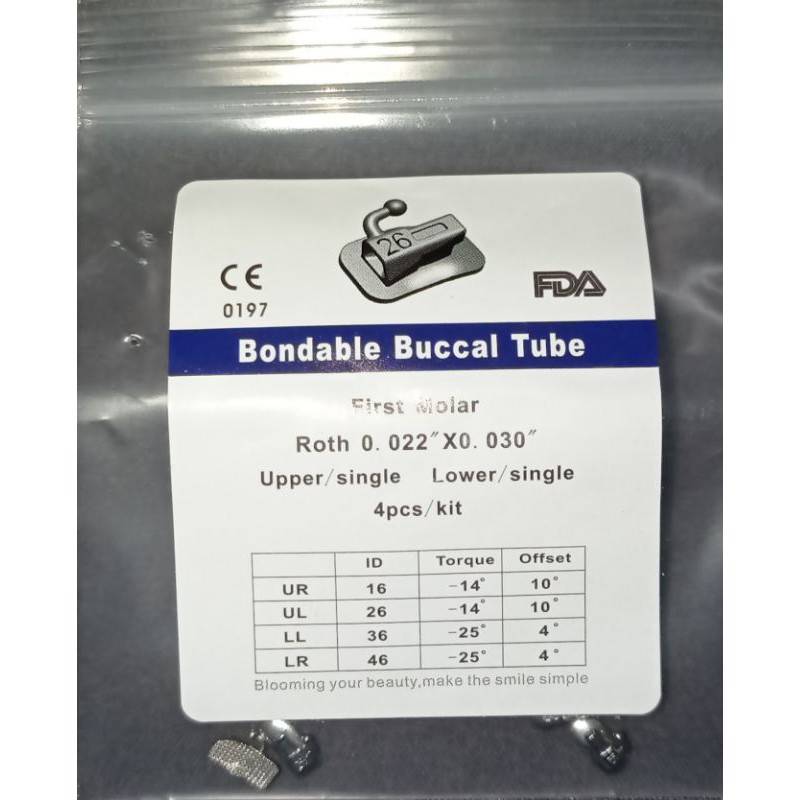 26
CE
0197
FDA
Bondable Buccal Tube
First Molar
Roth 0.022"X0.030"
Upper/single Lower/single
4pcs/kit
ID Torque Offset
UR 16 -14° 10°
UL 26 -14° 10°
LL 36 -25° 4°
LR 46 -25° 4°
Blooming your beauty,make the smile simple